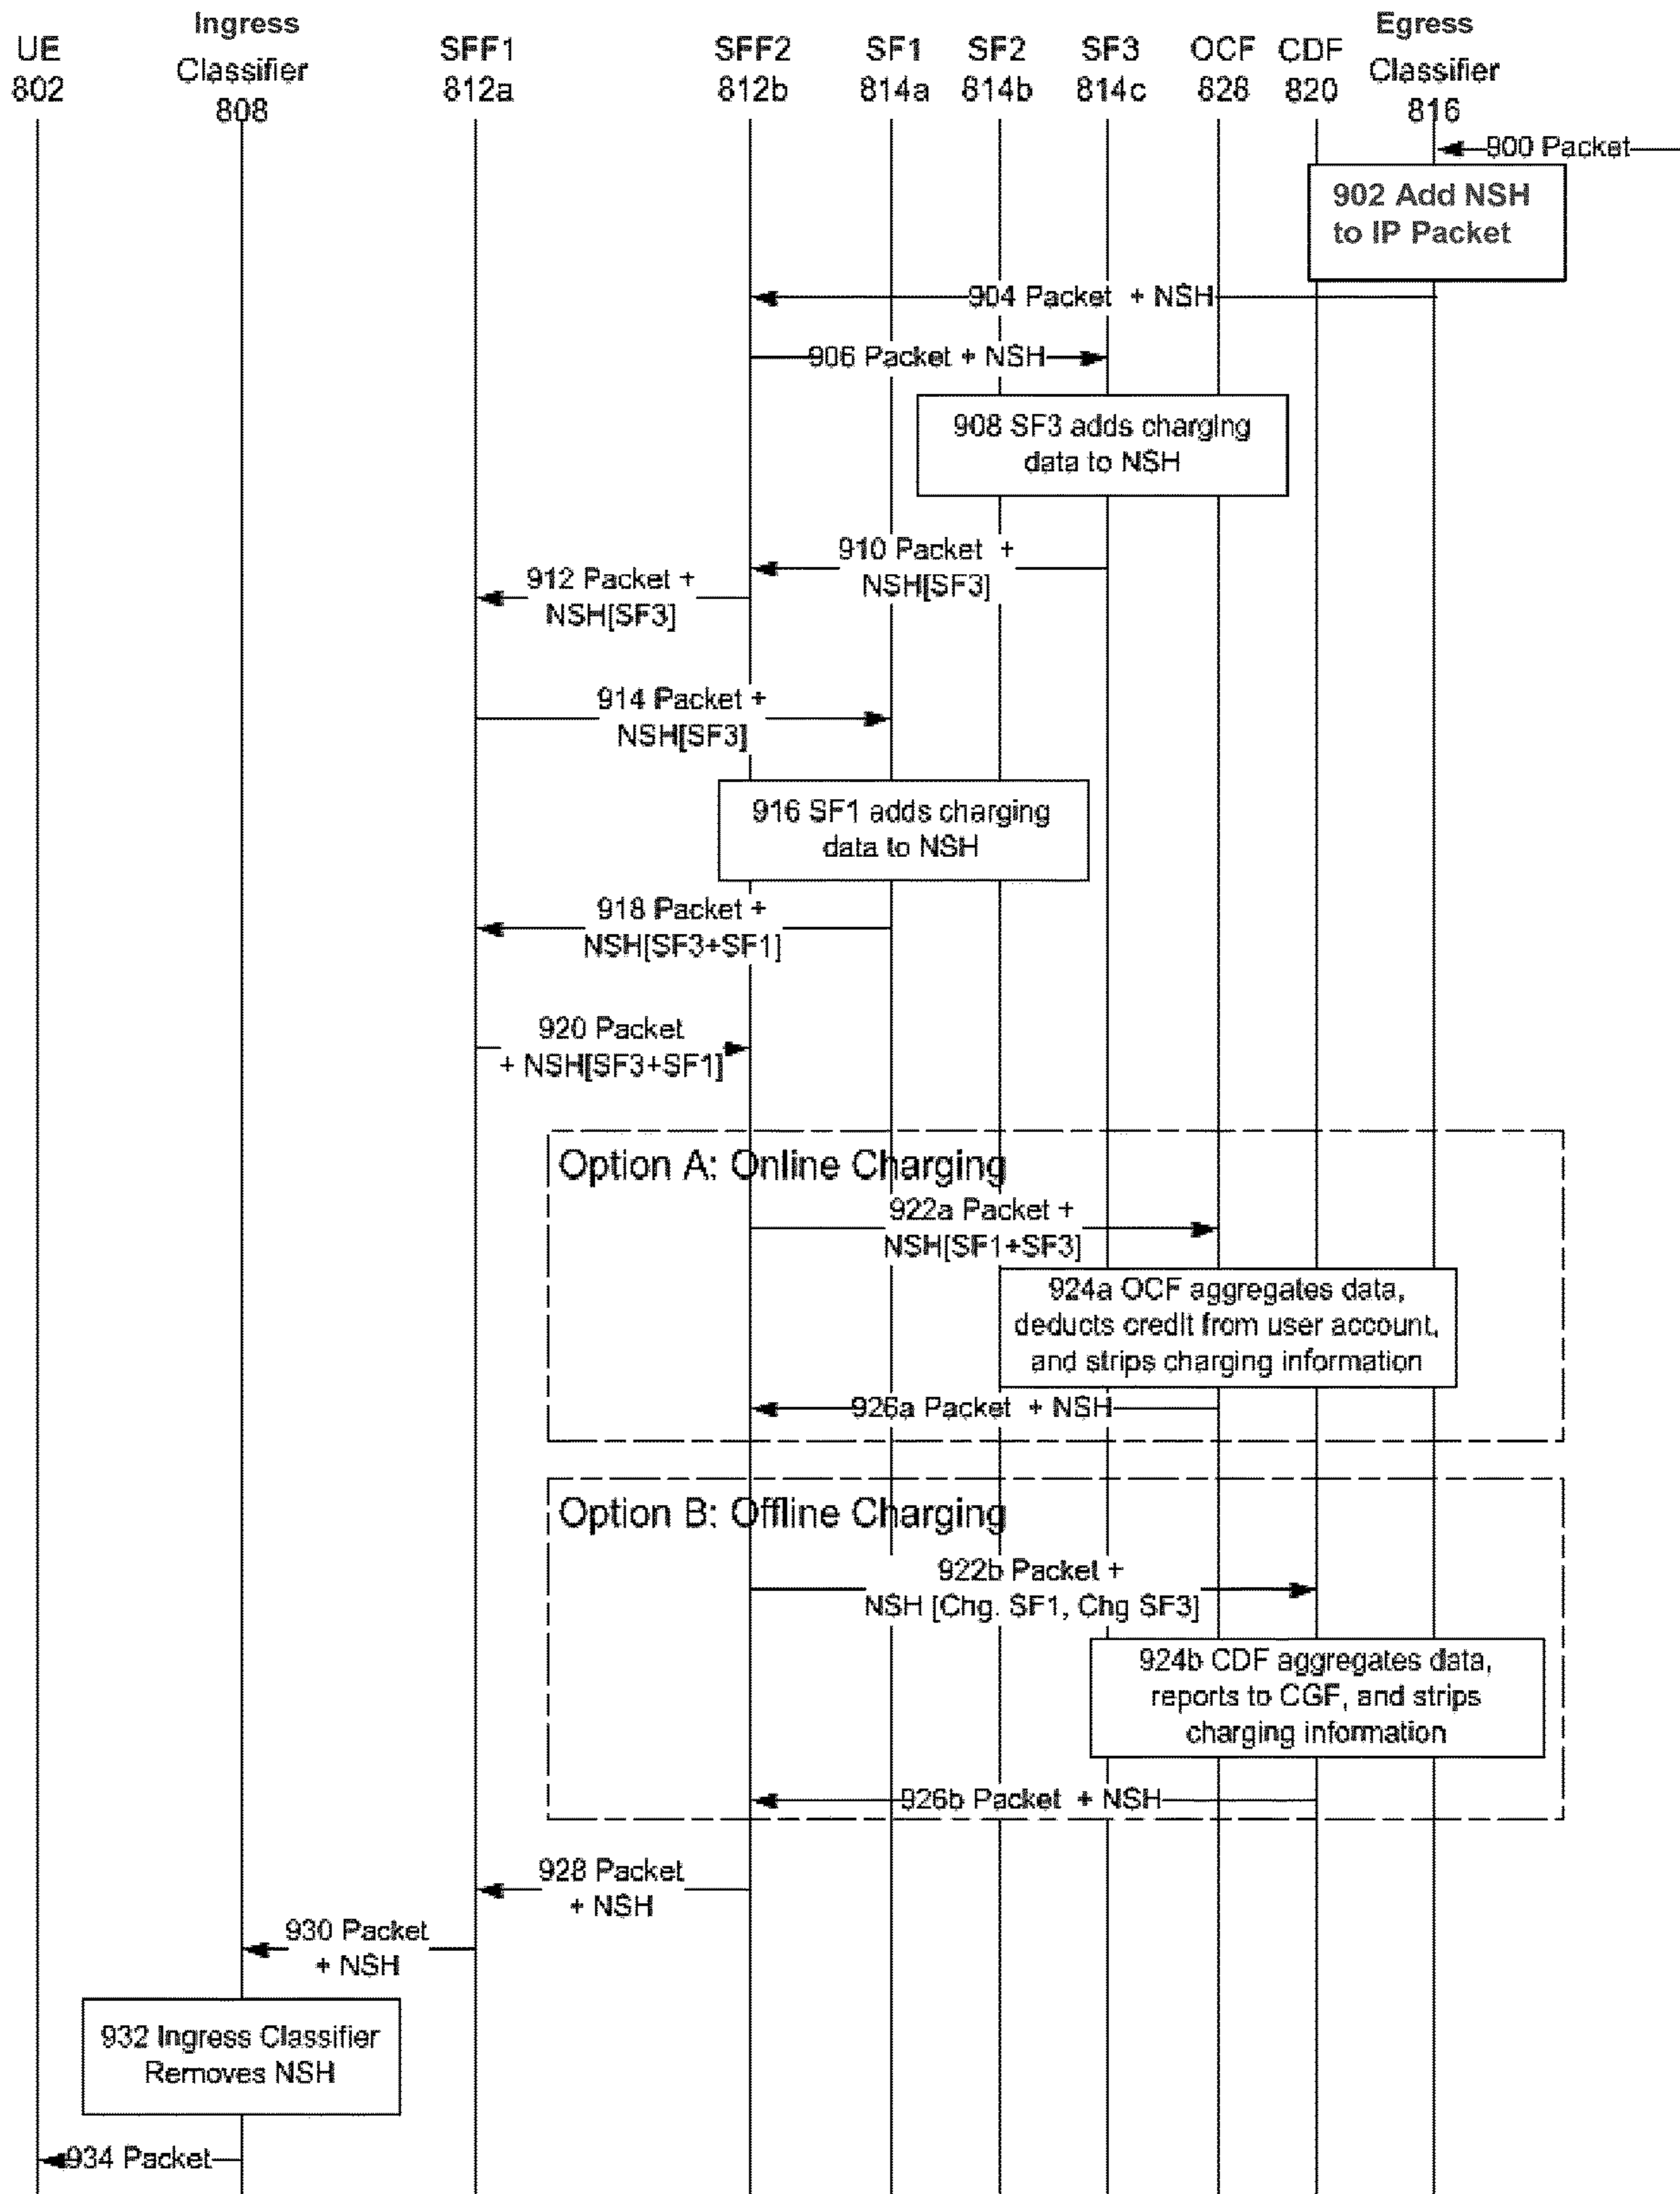 UE
802
Ingress
Classifier
808
SFF1
812a
SFF2
812b
SF1
814a
SF2
814b
SF3
814c
OCF
828
CDF
820
Egress
Classifier
816
900 Packet
902 Add NSH
to IP Packet
904 Packet + NSH
906 Packet + NSH
908 SF3 adds charging
data to NSH
910 Packet +
NSH[SF3]
912 Packet +
NSH[SF3]
914 Packet +
NSH[SF3]
916 SF1 adds charging
data to NSH
918 Packet +
NSH[SF3+SF1]
920 Packet
+ NSH[SF3+SF1]
Option A: Online Charging
922a Packet +
NSH[SF1+SF3]
924a OCF aggregates data,
deducts credit from user account,
and strips charging information
926a Packet + NSH
Option B: Offline Charging
922b Packet +
NSH [Chg. SF1, Chg SF3]
924b CDF aggregates data,
reports to CGF, and strips
charging information
926b Packet + NSH
928 Packet
+ NSH
930 Packet
+ NSH
932 Ingress Classifier
Removes NSH
934 Packet